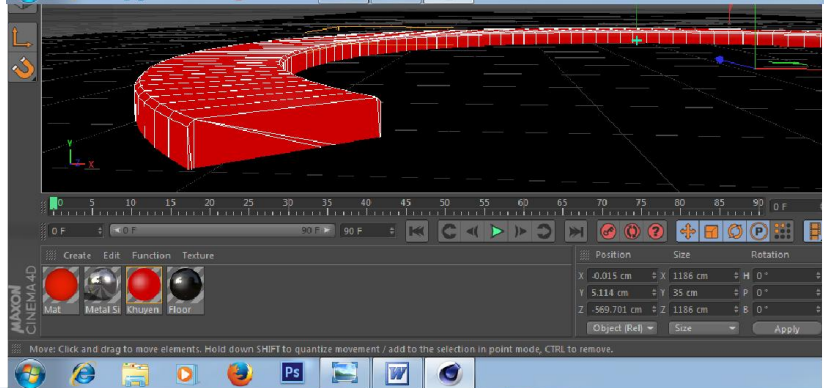 Y
X
0 5 10 15 20 25 30 35 40 45 50 55 60 65 70 75 80 85 90 0 F
0 F 0 F 90 F 90 F
Create Edit Function Texture
Mat Metal Si Khuyen Floor
Position Size Rotation
X -0.015 cm X 1186 cm H 0 °
Y 5.114 cm Y 35 cm P 0 °
Z -569.701 cm Z 1186 cm B 0 °
Object (Rel) Size Apply
MAXON
CINEMA 4D
Move: Click and drag to move elements. Hold down SHIFT to quantize movement / add to the selection in point mode, CTRL to remove.
Ps W